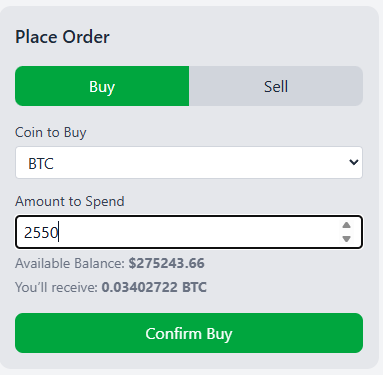 Place Order
Buy
Sell
Coin to Buy
BTC
Amount to Spend
2550
Available Balance: $275243.66
You'll receive: 0.03402722 BTC
Confirm Buy